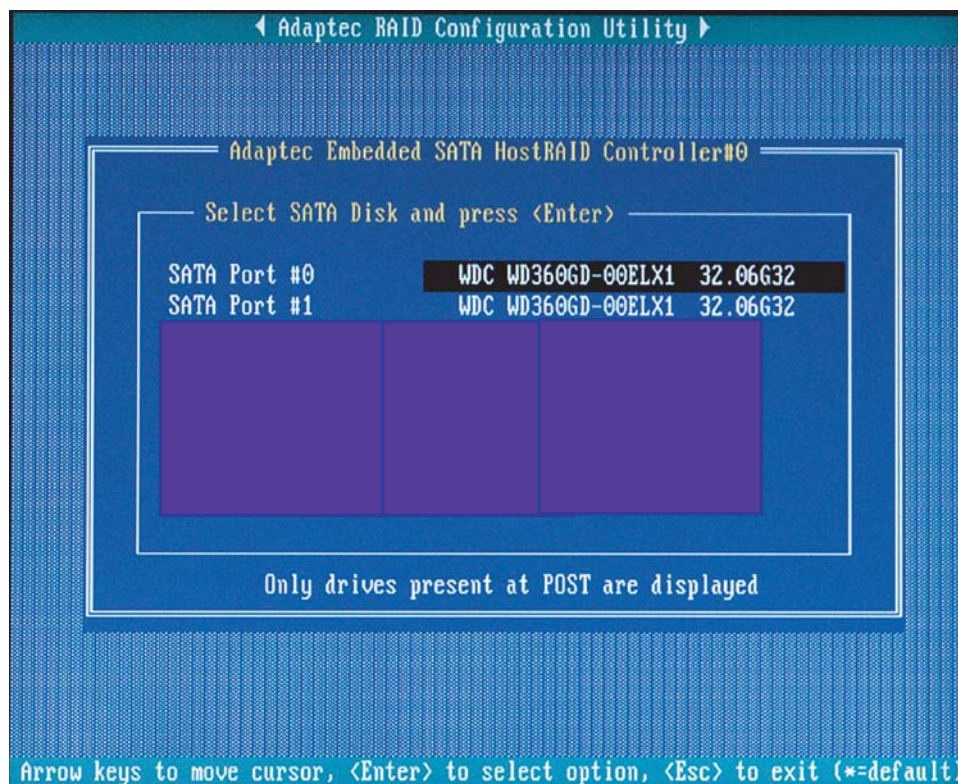 Adaptec RAID Configuration Utility
Adaptec Embedded SATA HostRAID Controller#0
Select SATA Disk and press <Enter>
SATA Port #0 WDC WD360GD-00ELX1 32.06G32
SATA Port #1 WDC WD360GD-00ELX1 32.06G32
Only drives present at POST are displayed
Arrow keys to move cursor, <Enter> to select option, <Esc> to exit (*=default)